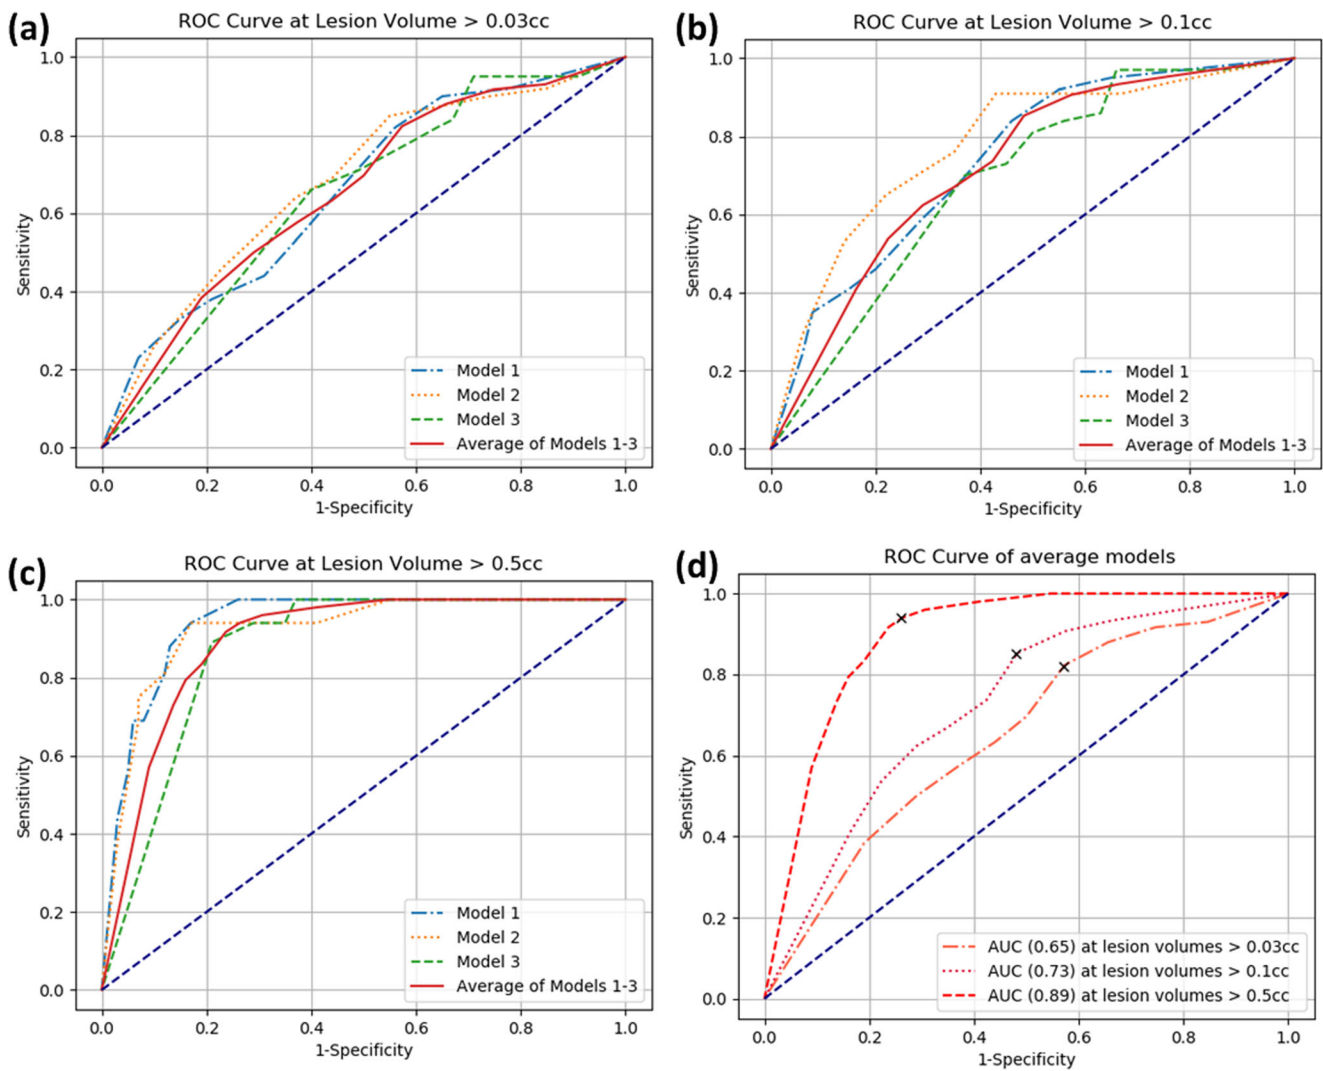 (a)
ROC Curve at Lesion Volume > 0.03cc
1.0
0.8
0.6
0.4
0.2
0.0
Sensitivity
0.0 0.2 0.4 0.6 0.8 1.0
1-Specificity
Model 1
Model 2
Model 3
Average of Models 1-3
(b)
ROC Curve at Lesion Volume > 0.1cc
1.0
0.8
0.6
0.4
0.2
0.0
Sensitivity
0.0 0.2 0.4 0.6 0.8 1.0
1-Specificity
Model 1
Model 2
Model 3
Average of Models 1-3
(c)
ROC Curve at Lesion Volume > 0.5cc
1.0
0.8
0.6
0.4
0.2
0.0
Sensitivity
0.0 0.2 0.4 0.6 0.8 1.0
1-Specificity
Model 1
Model 2
Model 3
Average of Models 1-3
(d)
ROC Curve of average models
1.0
0.8
0.6
0.4
0.2
0.0
Sensitivity
0.0 0.2 0.4 0.6 0.8 1.0
1-Specificity
AUC (0.65) at lesion volumes > 0.03cc
AUC (0.73) at lesion volumes > 0.1cc
AUC (0.89) at lesion volumes > 0.5cc